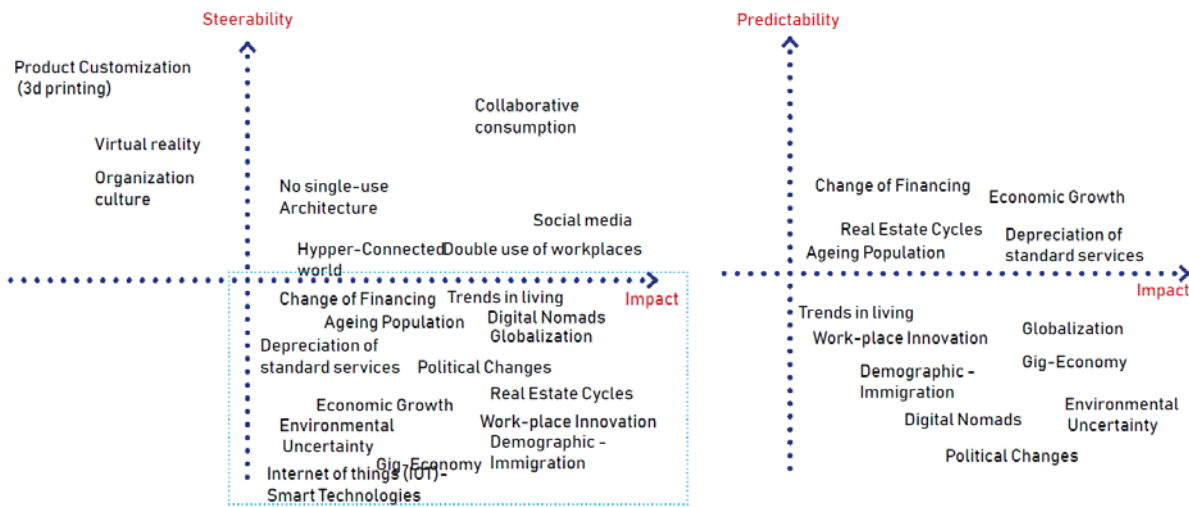 Steerability
Product Customization
(3d printing)
Collaborative
consumption
Virtual reality
Organization
culture
No single-use
Architecture
Social media
Hypper-Connected
world
Double use of workplaces
Impact
Change of Financing
Trends in living
Ageing Population
Digital Nomads
Globalization
Depreciation of
standard services
Political Changes
Real Estate Cycles
Economic Growth
Environmental
Uncertainty
Work-place Innovation
Demographic -
Immigration
Gig-Economy
Internet of things (IOT)-
Smart Technologies
Predictability
Change of Financing
Economic Growth
Real Estate Cycles
Ageing Population
Depreciation of
standard services
Impact
Trends in living
Work-place Innovation
Globalization
Gig-Economy
Demographic -
Immigration
Digital Nomads
Environmental
Uncertainty
Political Changes